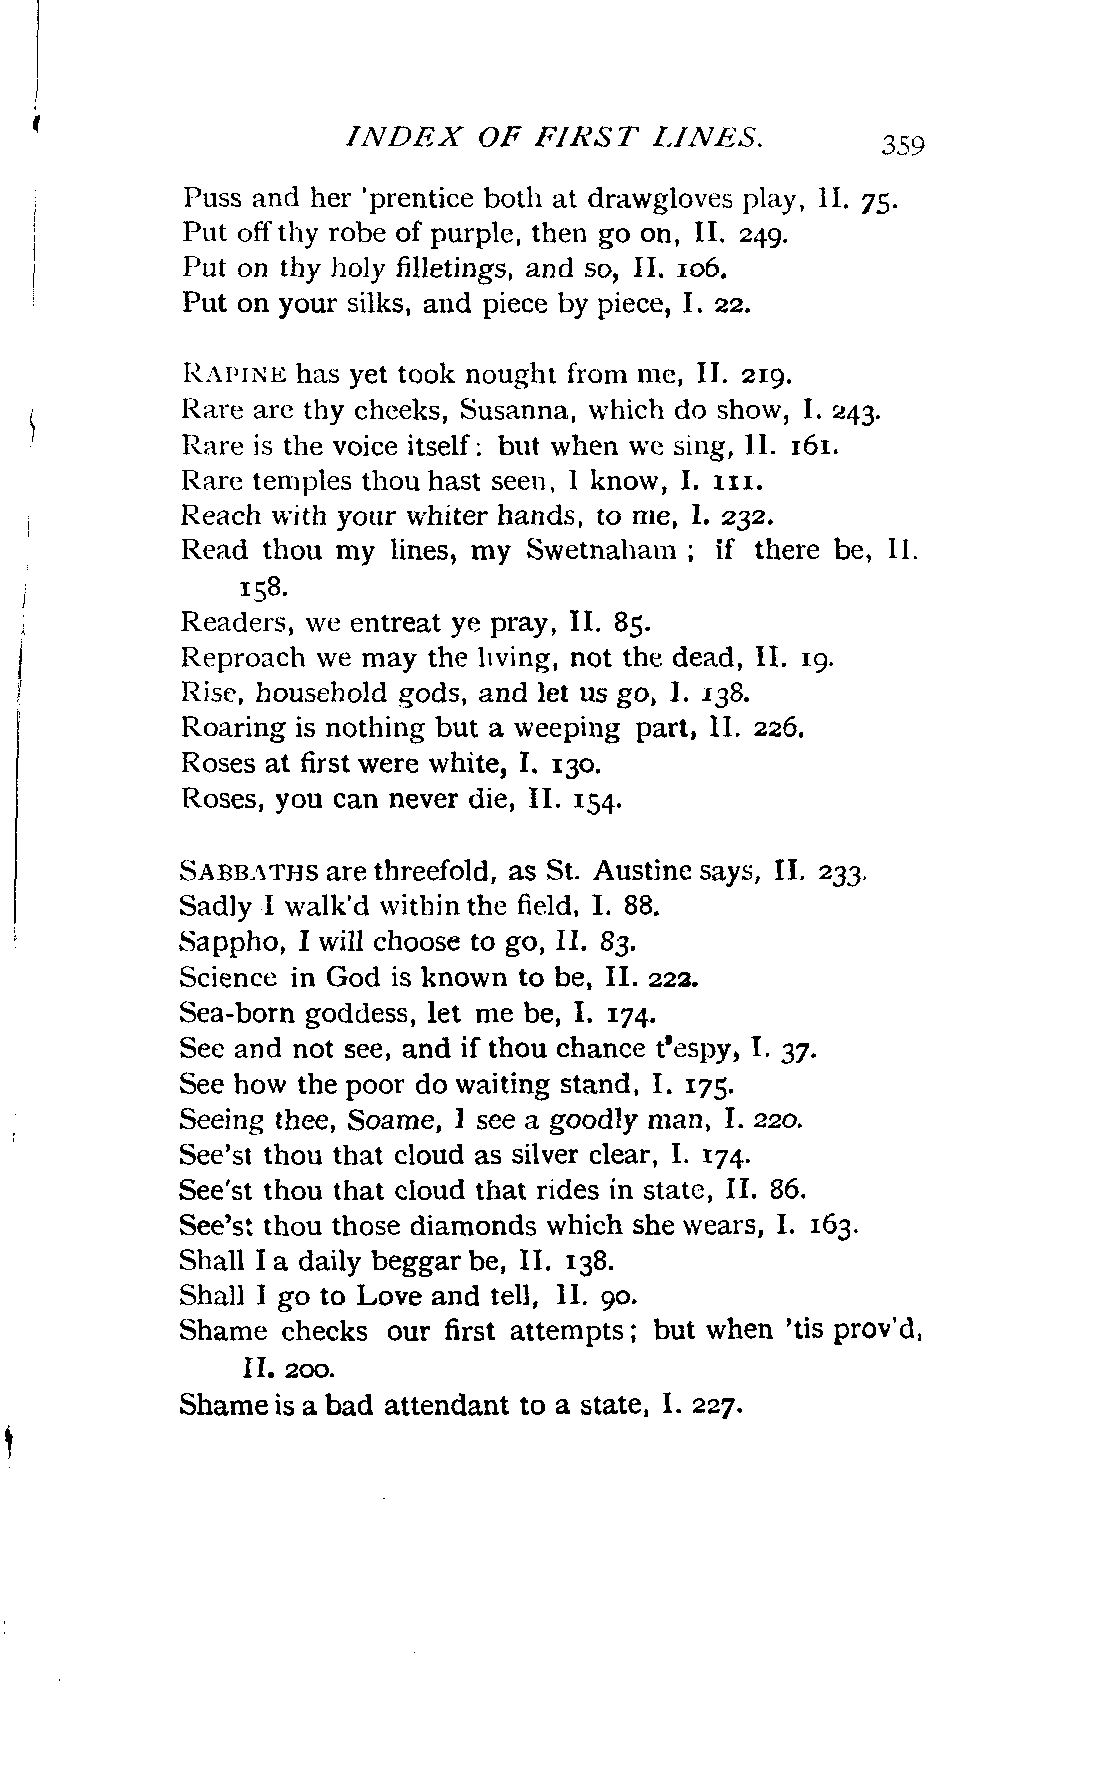 INDEX OF FIRST LINES. 359
Puss and her 'prentice both at drawgloves play, II. 75.
Put off thy robe of purple, then go on, II. 249.
Put on thy holy filletings, and so, II. 106.
Put on your silks, and piece by piece, I. 22.
RAPINE has yet took nought from me, II. 219.
Rare are thy cheeks, Susanna, which do show, I. 243.
Rare is the voice itself: but when we sing, II. 161.
Rare temples thou hast seen, I know, I. 111.
Reach with your whiter hands, to me, I. 232.
Read thou my lines, my Swetnaham ; if there be, II.
158.
Readers, we entreat ye pray, II. 85.
Reproach we may the living, not the dead, II. 19.
Rise, household gods, and let us go, I. 138.
Roaring is nothing but a weeping part, II. 226.
Roses at first were white, I. 130.
Roses, you can never die, II. 154.
SABBATHS are threefold, as St. Austine says, II. 233.
Sadly I walk'd within the field, I. 88.
Sappho, I will choose to go, II. 83.
Science in God is known to be, II. 222.
Sea-born goddess, let me be, I. 174.
See and not see, and if thou chance t'espy, I. 37.
See how the poor do waiting stand, I. 175.
Seeing thee, Soame, I see a goodly man, I. 220.
See'st thou that cloud as silver clear, I. 174.
See'st thou that cloud that rides in state, II. 86.
See'st thou those diamonds which she wears, I. 163.
Shall I a daily beggar be, II. 138.
Shall I go to Love and tell, II. 90.
Shame checks our first attempts; but when 'tis prov'd,
II. 200.
Shame is a bad attendant to a state, I. 227.